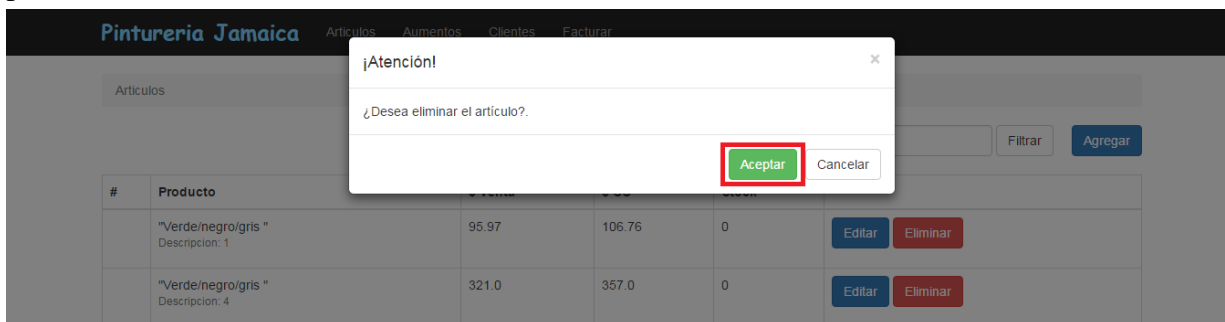 Pintureria Jamaica Articulos Aumentos Clientes Facturar
¡Atención! ×
Articulos
¿Desea eliminar el artículo?.
Filtrar Agregar
Aceptar Cancelar
# Producto $ Venta
"Verde/negro/gris " 95.97 106.76 0 Editar Eliminar
Descripcion: 1
"Verde/negro/gris " 321.0 357.0 0 Editar Eliminar
Descripcion: 4